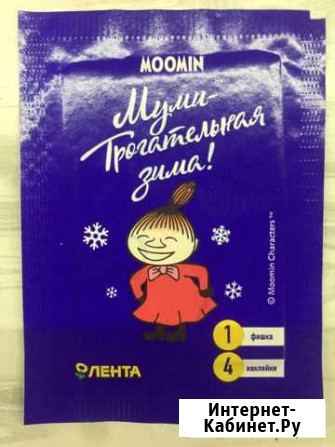 MOOMIN
Муми-
Трогательная
зима!
© Moomin Characters™
1 фишка
4 наклейки
ЛЕНТА
Интернет-
Кабинет.Ру